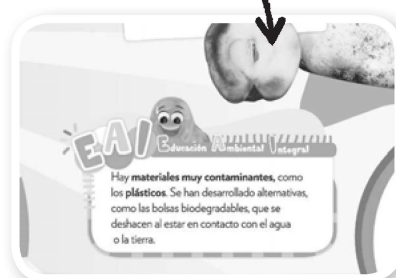 EAI Educación Ambiental Integral
Hay materiales muy contaminantes, como
los plásticos. Se han desarrollado alternativas,
como las bolsas biodegradables, que se
deshacen al estar en contacto con el agua
o la tierra.